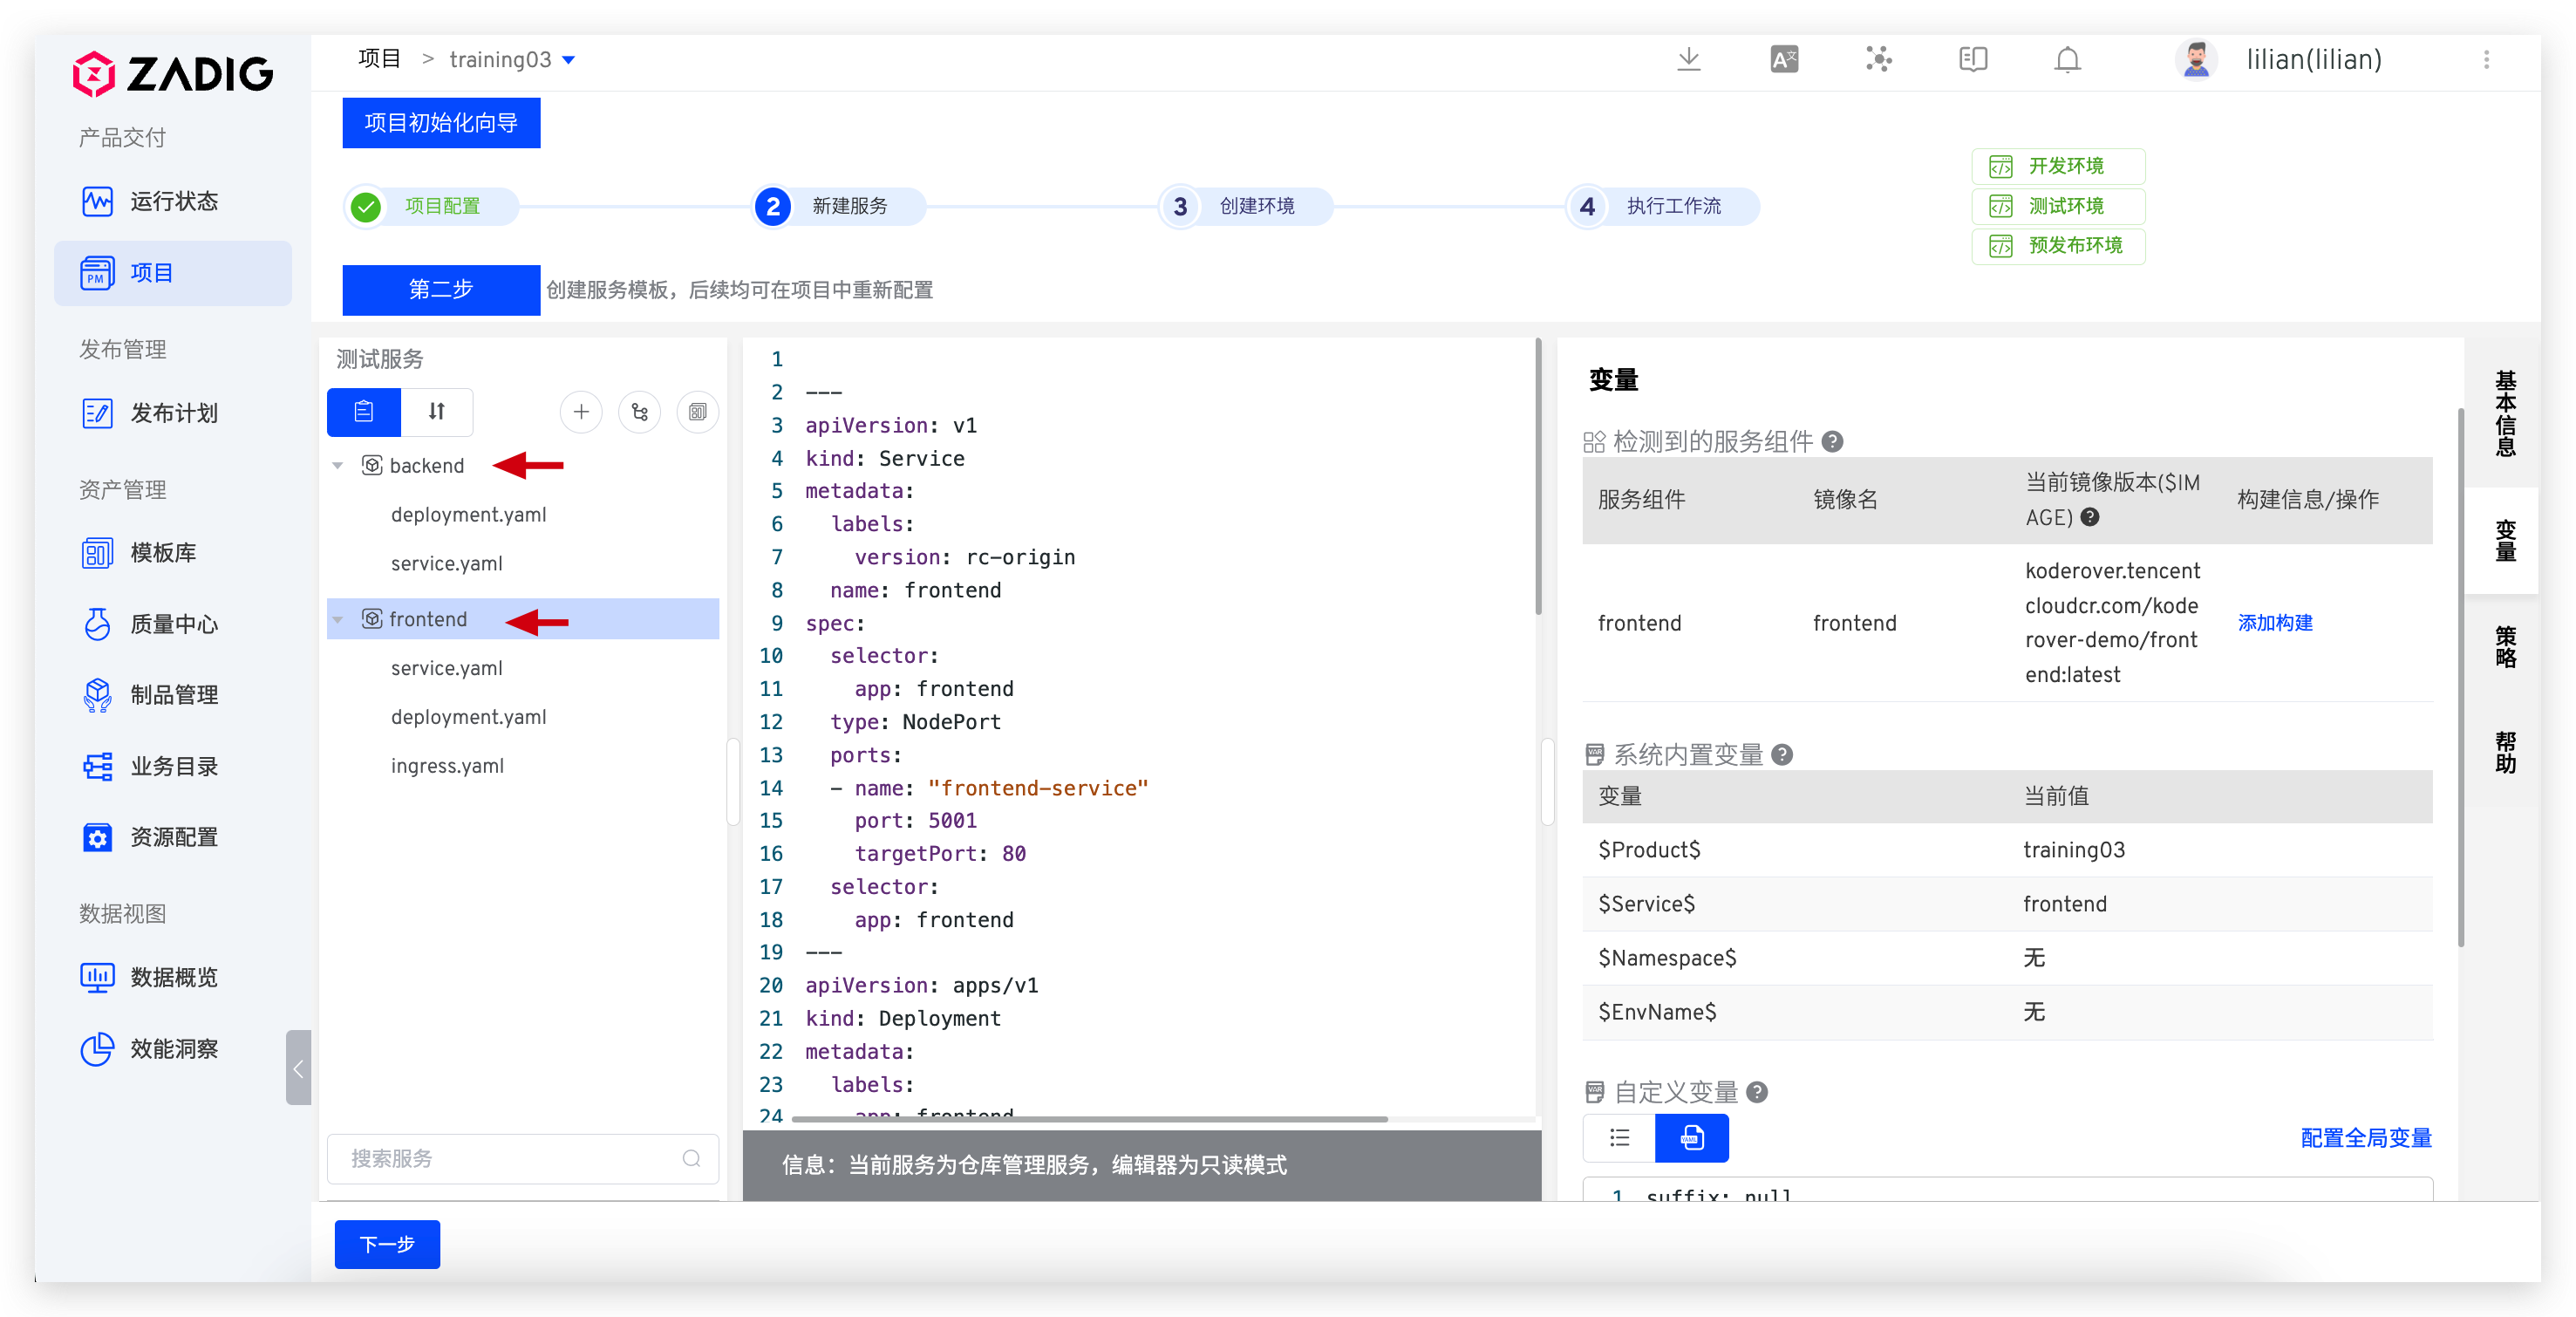 ZADIG
产品交付
运行状态
PM
项目
发布管理
发布计划
资产管理
模板库
质量中心
制品管理
业务目录
资源配置
数据视图
数据概览
效能洞察
项目 > training03
A文
lilian(lilian)
项目初始化向导
项目配置
2 新建服务
3 创建环境
4 执行工作流
开发环境
测试环境
预发布环境
第二步 创建服务模板，后续均可在项目中重新配置
测试服务
backend
deployment.yaml
service.yaml
frontend
service.yaml
deployment.yaml
ingress.yaml
搜索服务
1
2 ---
3 apiVersion: v1
4 kind: Service
5 metadata:
6   labels:
7     version: rc-origin
8   name: frontend
9 spec:
10   selector:
11     app: frontend
12   type: NodePort
13   ports:
14   - name: "frontend-service"
15     port: 5001
16     targetPort: 80
17   selector:
18     app: frontend
19 ---
20 apiVersion: apps/v1
21 kind: Deployment
22 metadata:
23   labels:
24     app: frontend
信息：当前服务为仓库管理服务，编辑器为只读模式
变量
检测到的服务组件 ?
服务组件 镜像名 当前镜像版本($IM
AGE) ? 构建信息/操作
frontend frontend koderover.tencent
cloudcr.com/kode
rover-demo/front
end:latest
添加构建
VAR 系统内置变量 ?
变量 当前值
$Product$ training03
$Service$ frontend
$Namespace$ 无
$EnvName$ 无
VAR 自定义变量 ?
YAML
配置全局变量
1 suffix: null
基本信息
变量
策略
帮助
下一步